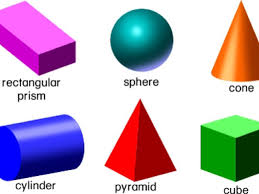 rectangular
prism
sphere
cone
cylinder
pyramid
cube